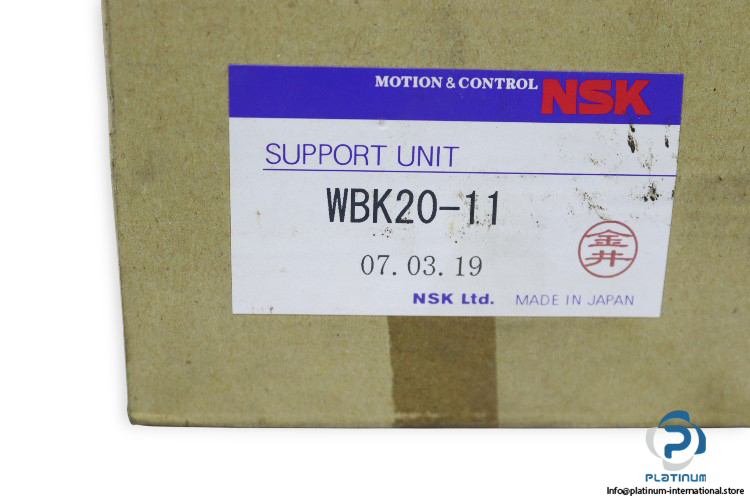 MOTION & CONTROL NSK
SUPPORT UNIT
WBK20-11
07.03.19
金井
NSK Ltd. MADE IN JAPAN
PLATINUM
Info@platinum-international.store